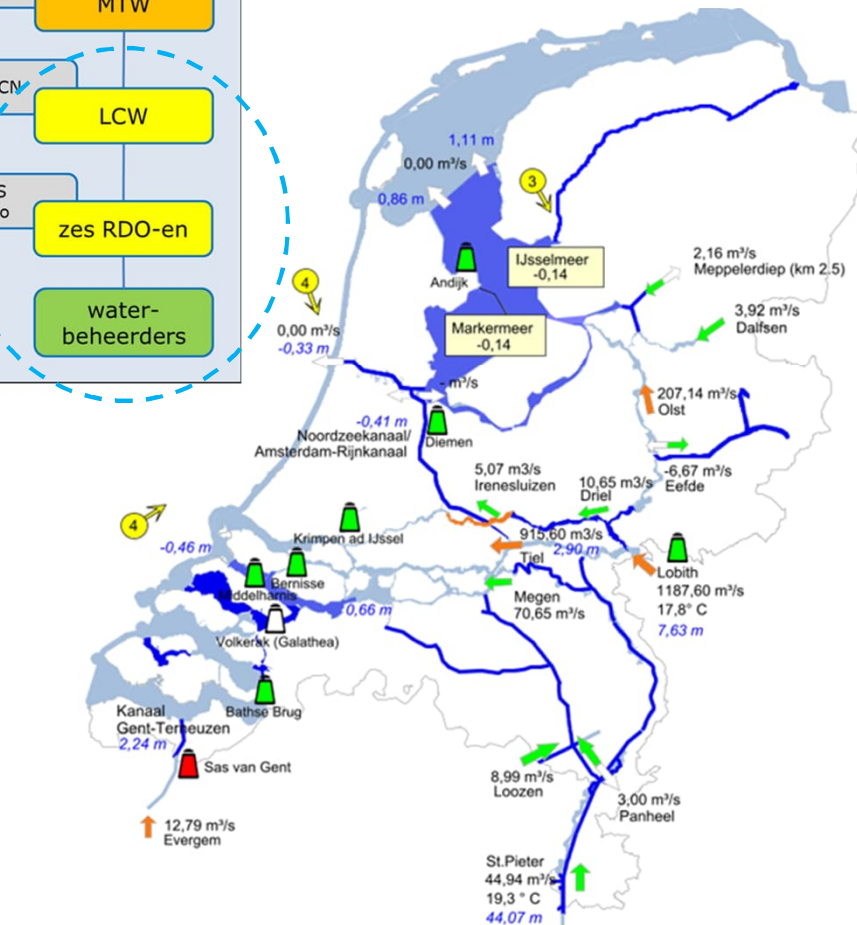 MTW
CN
LCW
S
o
zes RDO-en
water-
beheerders
1,11 m
0,00 m³/s
0,86 m
3
IJsselmeer
-0,14
Andijk
Markermeer
-0,14
2,16 m³/s
Meppelerdiep (km 2.5)
3,92 m³/s
Dalfsen
4
0,00 m³/s
-0,33 m
- m³/s
207,14 m³/s
Olst
-0,41 m
Noordzeekanaal/
Amsterdam-Rijnkanaal
Diemen
-6,67 m³/s
Eefde
5,07 m3/s
Irenesluizen
10,65 m3/s
Driel
4
Krimpen ad IJssel
915,60 m3/s
2,90 m
Tiel
-0,46 m
Lobith
1187,60 m³/s
17,8° C
7,63 m
Bernisse
Middelharnis
0,66 m
Megen
70,65 m³/s
Volkerak (Galathea)
Kanaal
Gent-Terneuzen
2,24 m
Bathse Brug
Sas van Gent
8,99 m³/s
Loozen
3,00 m³/s
Panheel
12,79 m³/s
Evergem
St.Pieter
44,94 m³/s
19,3 ° C
44,07 m